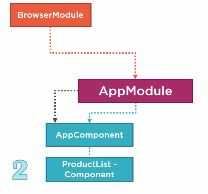 BrowserModule
AppModule
AppComponent
ProductList -
Component
2